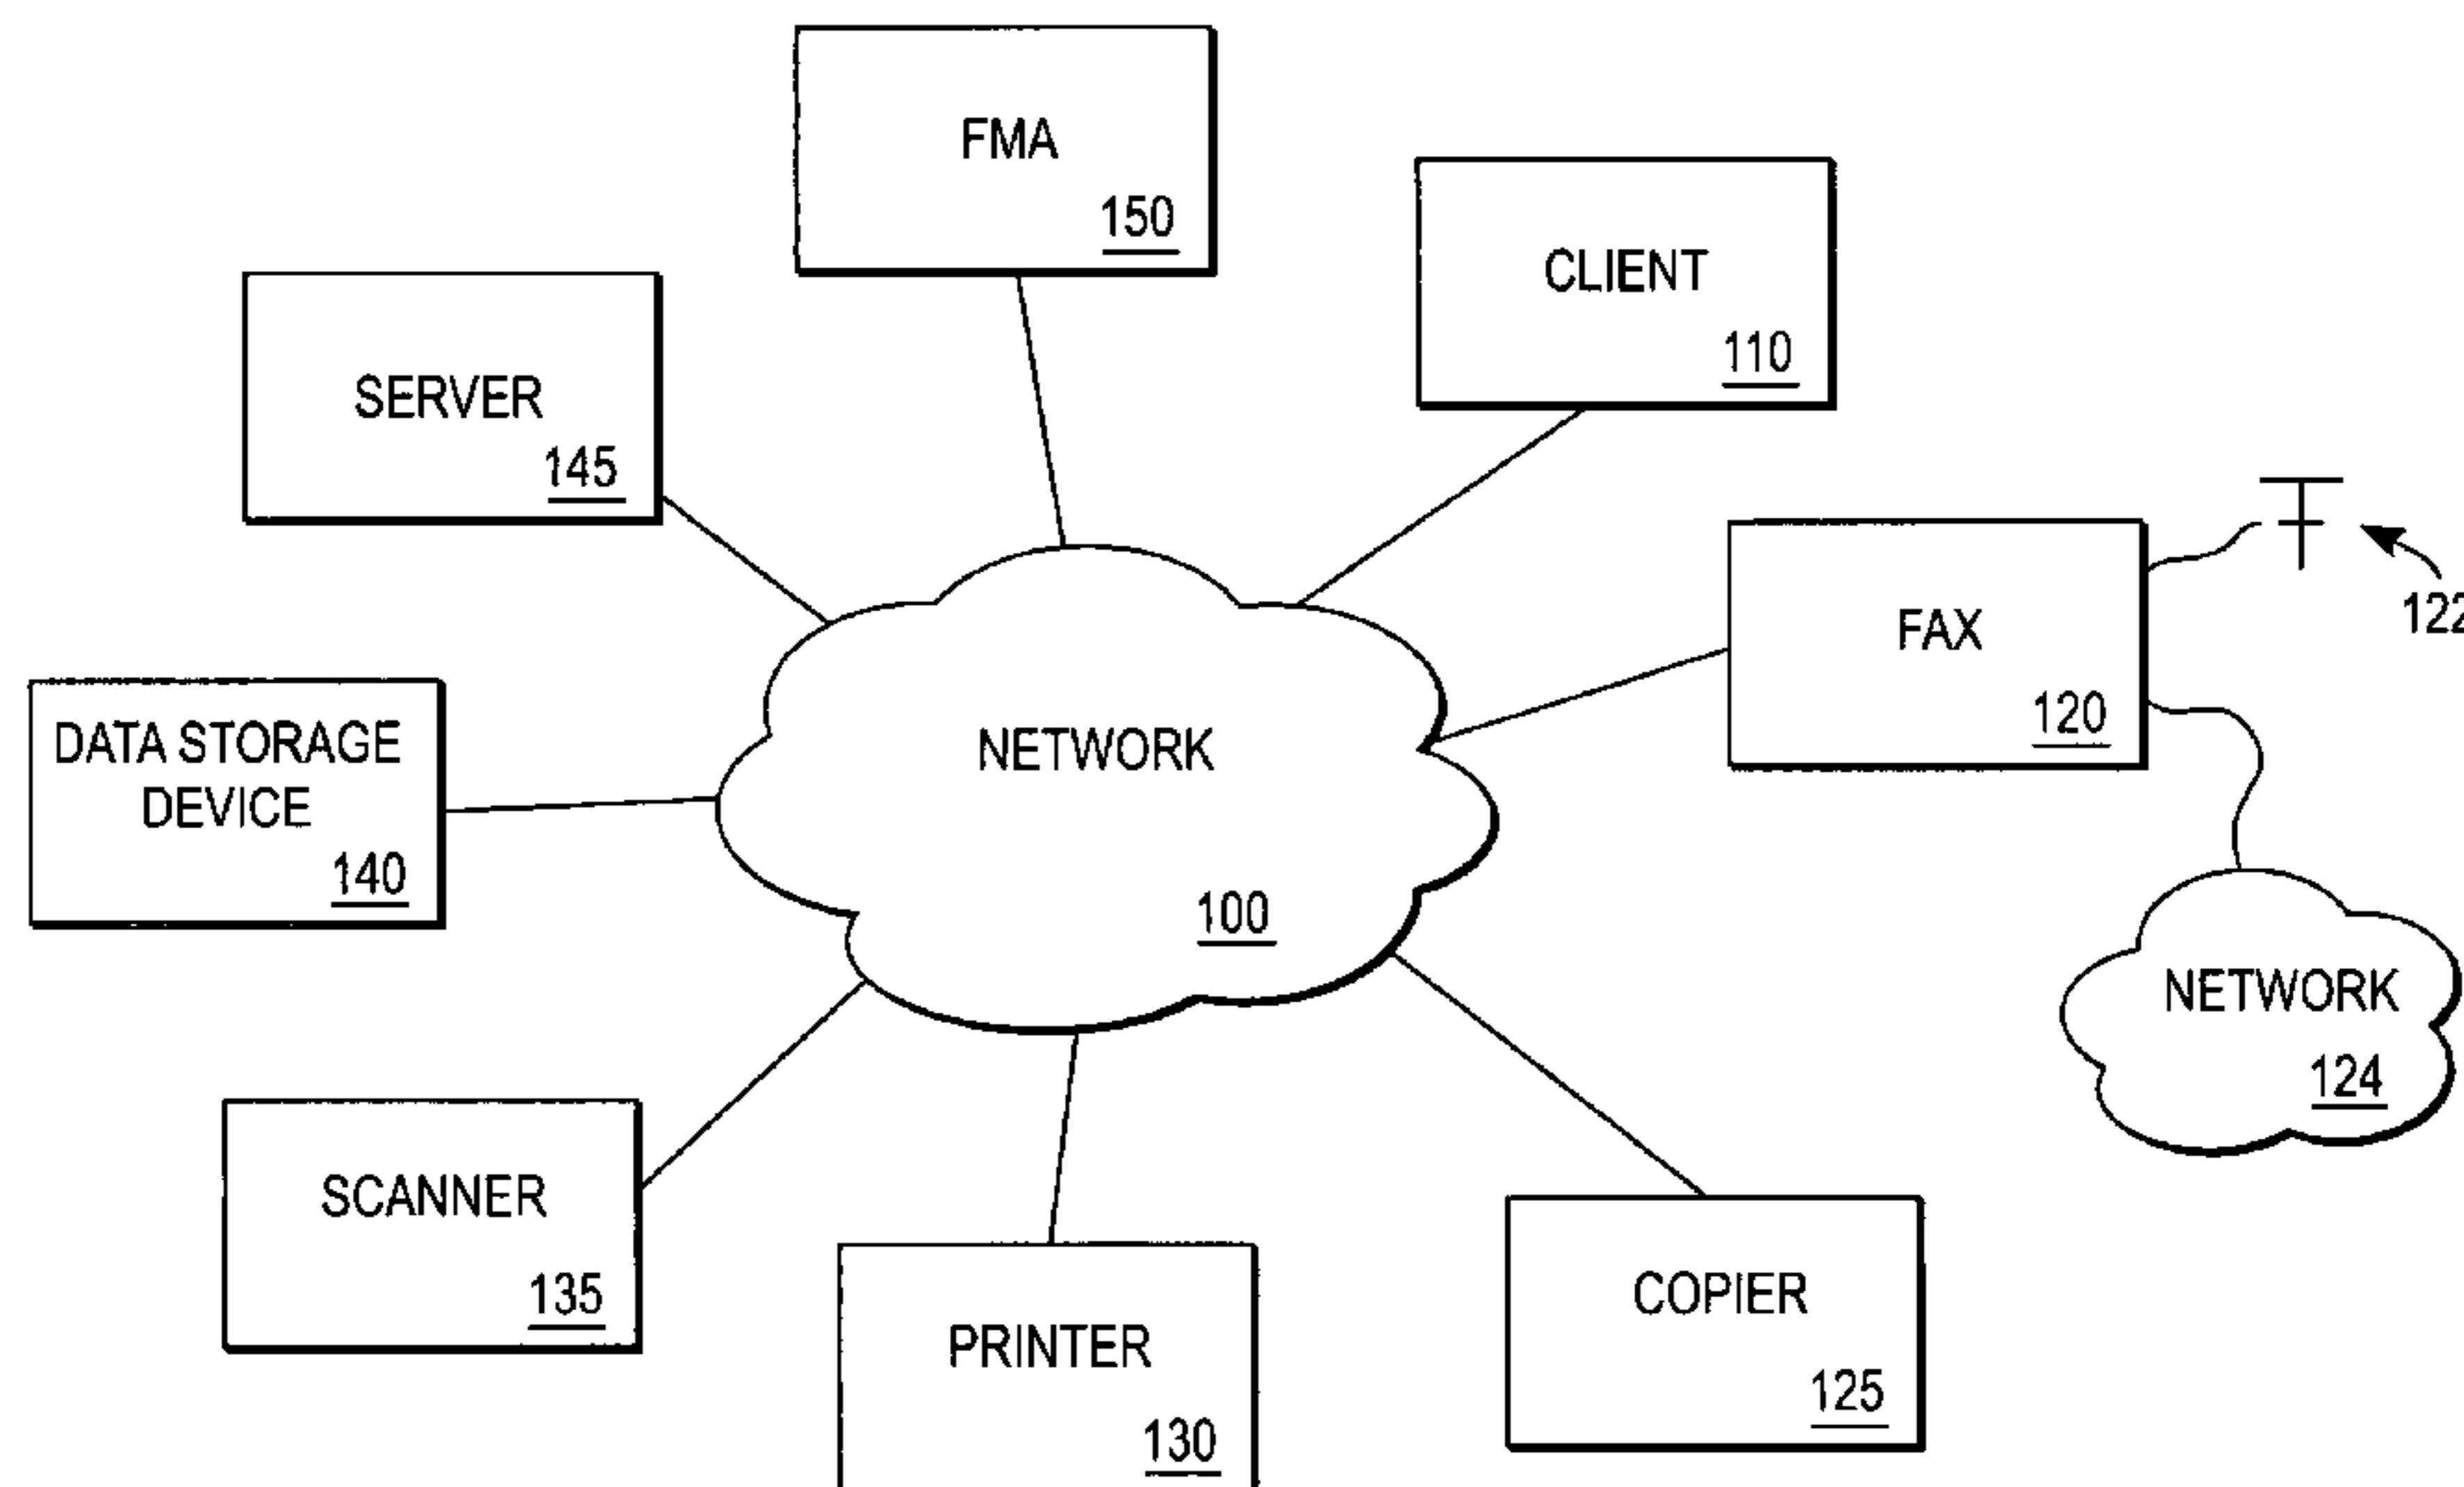 FMA
150
CLIENT
110
SERVER
145
FAX
120
122
DATA STORAGE
DEVICE
140
NETWORK
100
NETWORK
124
SCANNER
135
PRINTER
130
COPIER
125